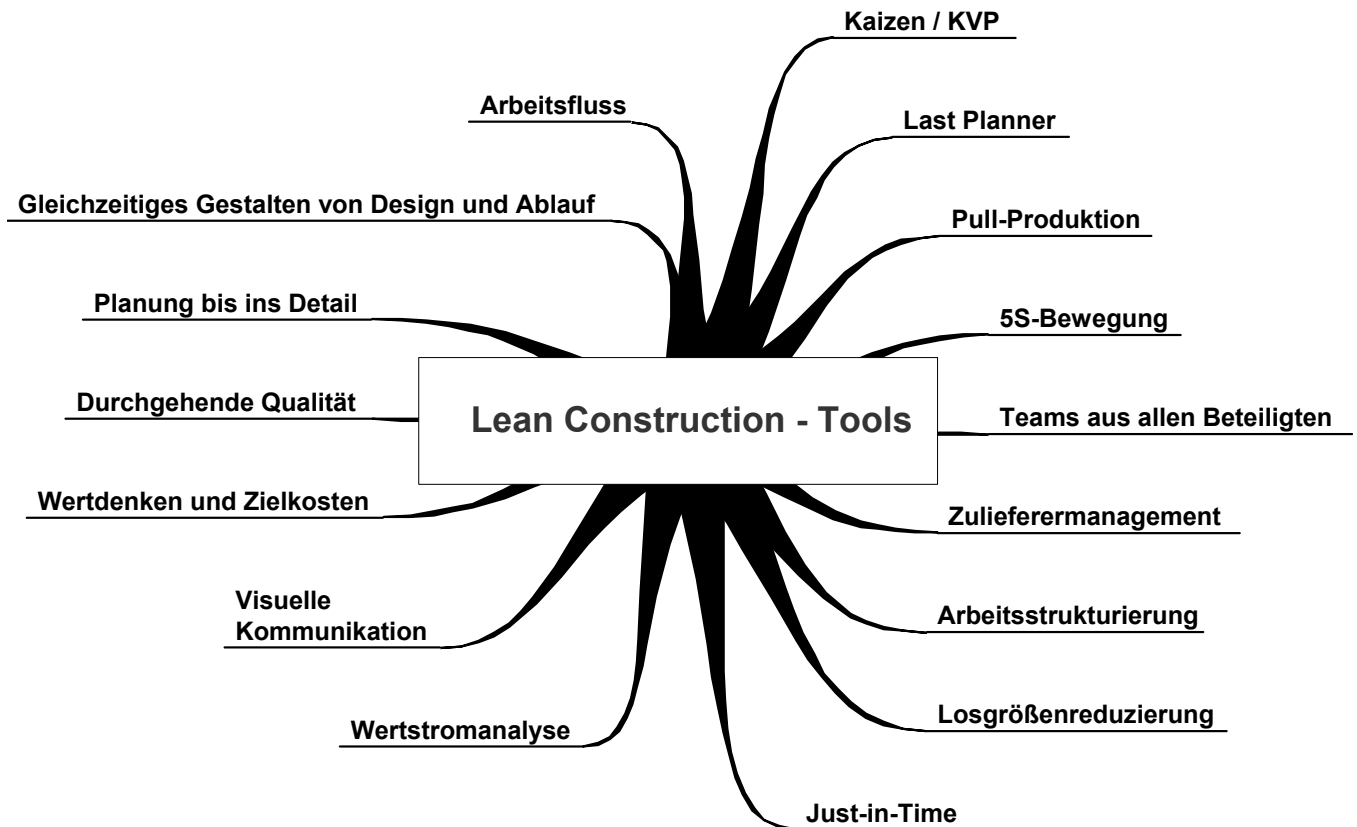 Kaizen / KVP
Arbeitsfluss
Last Planner
Gleichzeitiges Gestalten von Design und Ablauf
Pull-Produktion
Planung bis ins Detail
5S-Bewegung
Durchgehende Qualität
Lean Construction - Tools
Teams aus allen Beteiligten
Wertdenken und Zielkosten
Zulieferermanagement
Visuelle
Kommunikation
Arbeitsstrukturierung
Wertstromanalyse
Losgrößenreduzierung
Just-in-Time